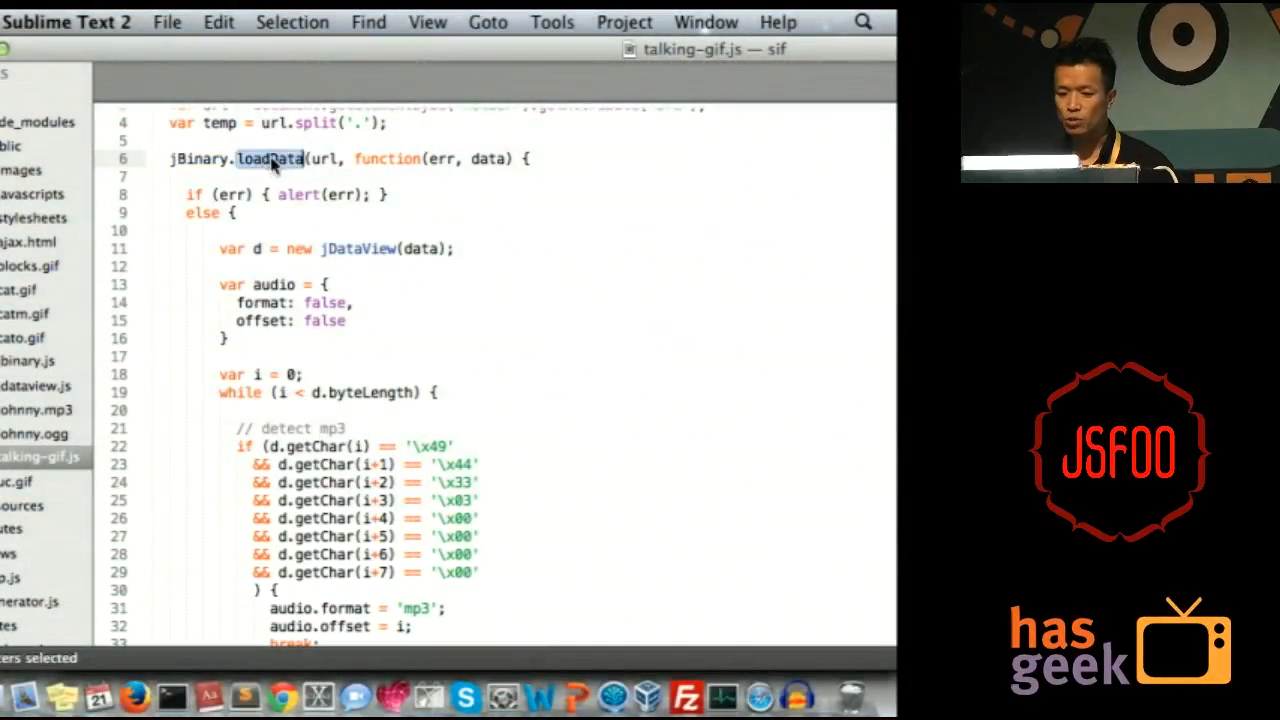 Sublime Text 2 File Edit Selection Find View Goto Tools Project Window Help
talking-gif.js — sif
de_modules
blic
mages
avascripts
stylesheets
ajax.html
blocks.gif
cat.gif
catm.gif
cato.gif
binary.js
dataview.js
ohnny.mp3
ohnny.ogg
talking-gif.js
uc.gif
ources
utes
ws
p.js
nerator.js
tes
4 var temp = url.split('.');
5
6 jBinary.loadData(url, function(err, data) {
7
8 if (err) { alert(err); }
9 else {
10
11 var d = new jDataView(data);
12
13 var audio = {
14 format: false,
15 offset: false
16 }
17
18 var i = 0;
19 while (i < d.byteLength) {
20
21 // detect mp3
22 if (d.getChar(i) == '\x49'
23 && d.getChar(i+1) == '\x44'
24 && d.getChar(i+2) == '\x33'
25 && d.getChar(i+3) == '\x03'
26 && d.getChar(i+4) == '\x00'
27 && d.getChar(i+5) == '\x00'
28 && d.getChar(i+6) == '\x00'
29 && d.getChar(i+7) == '\x00'
30 ) {
31 audio.format = 'mp3';
32 audio.offset = i;
33 break;
ters selected
21
JSFOO
has
geek